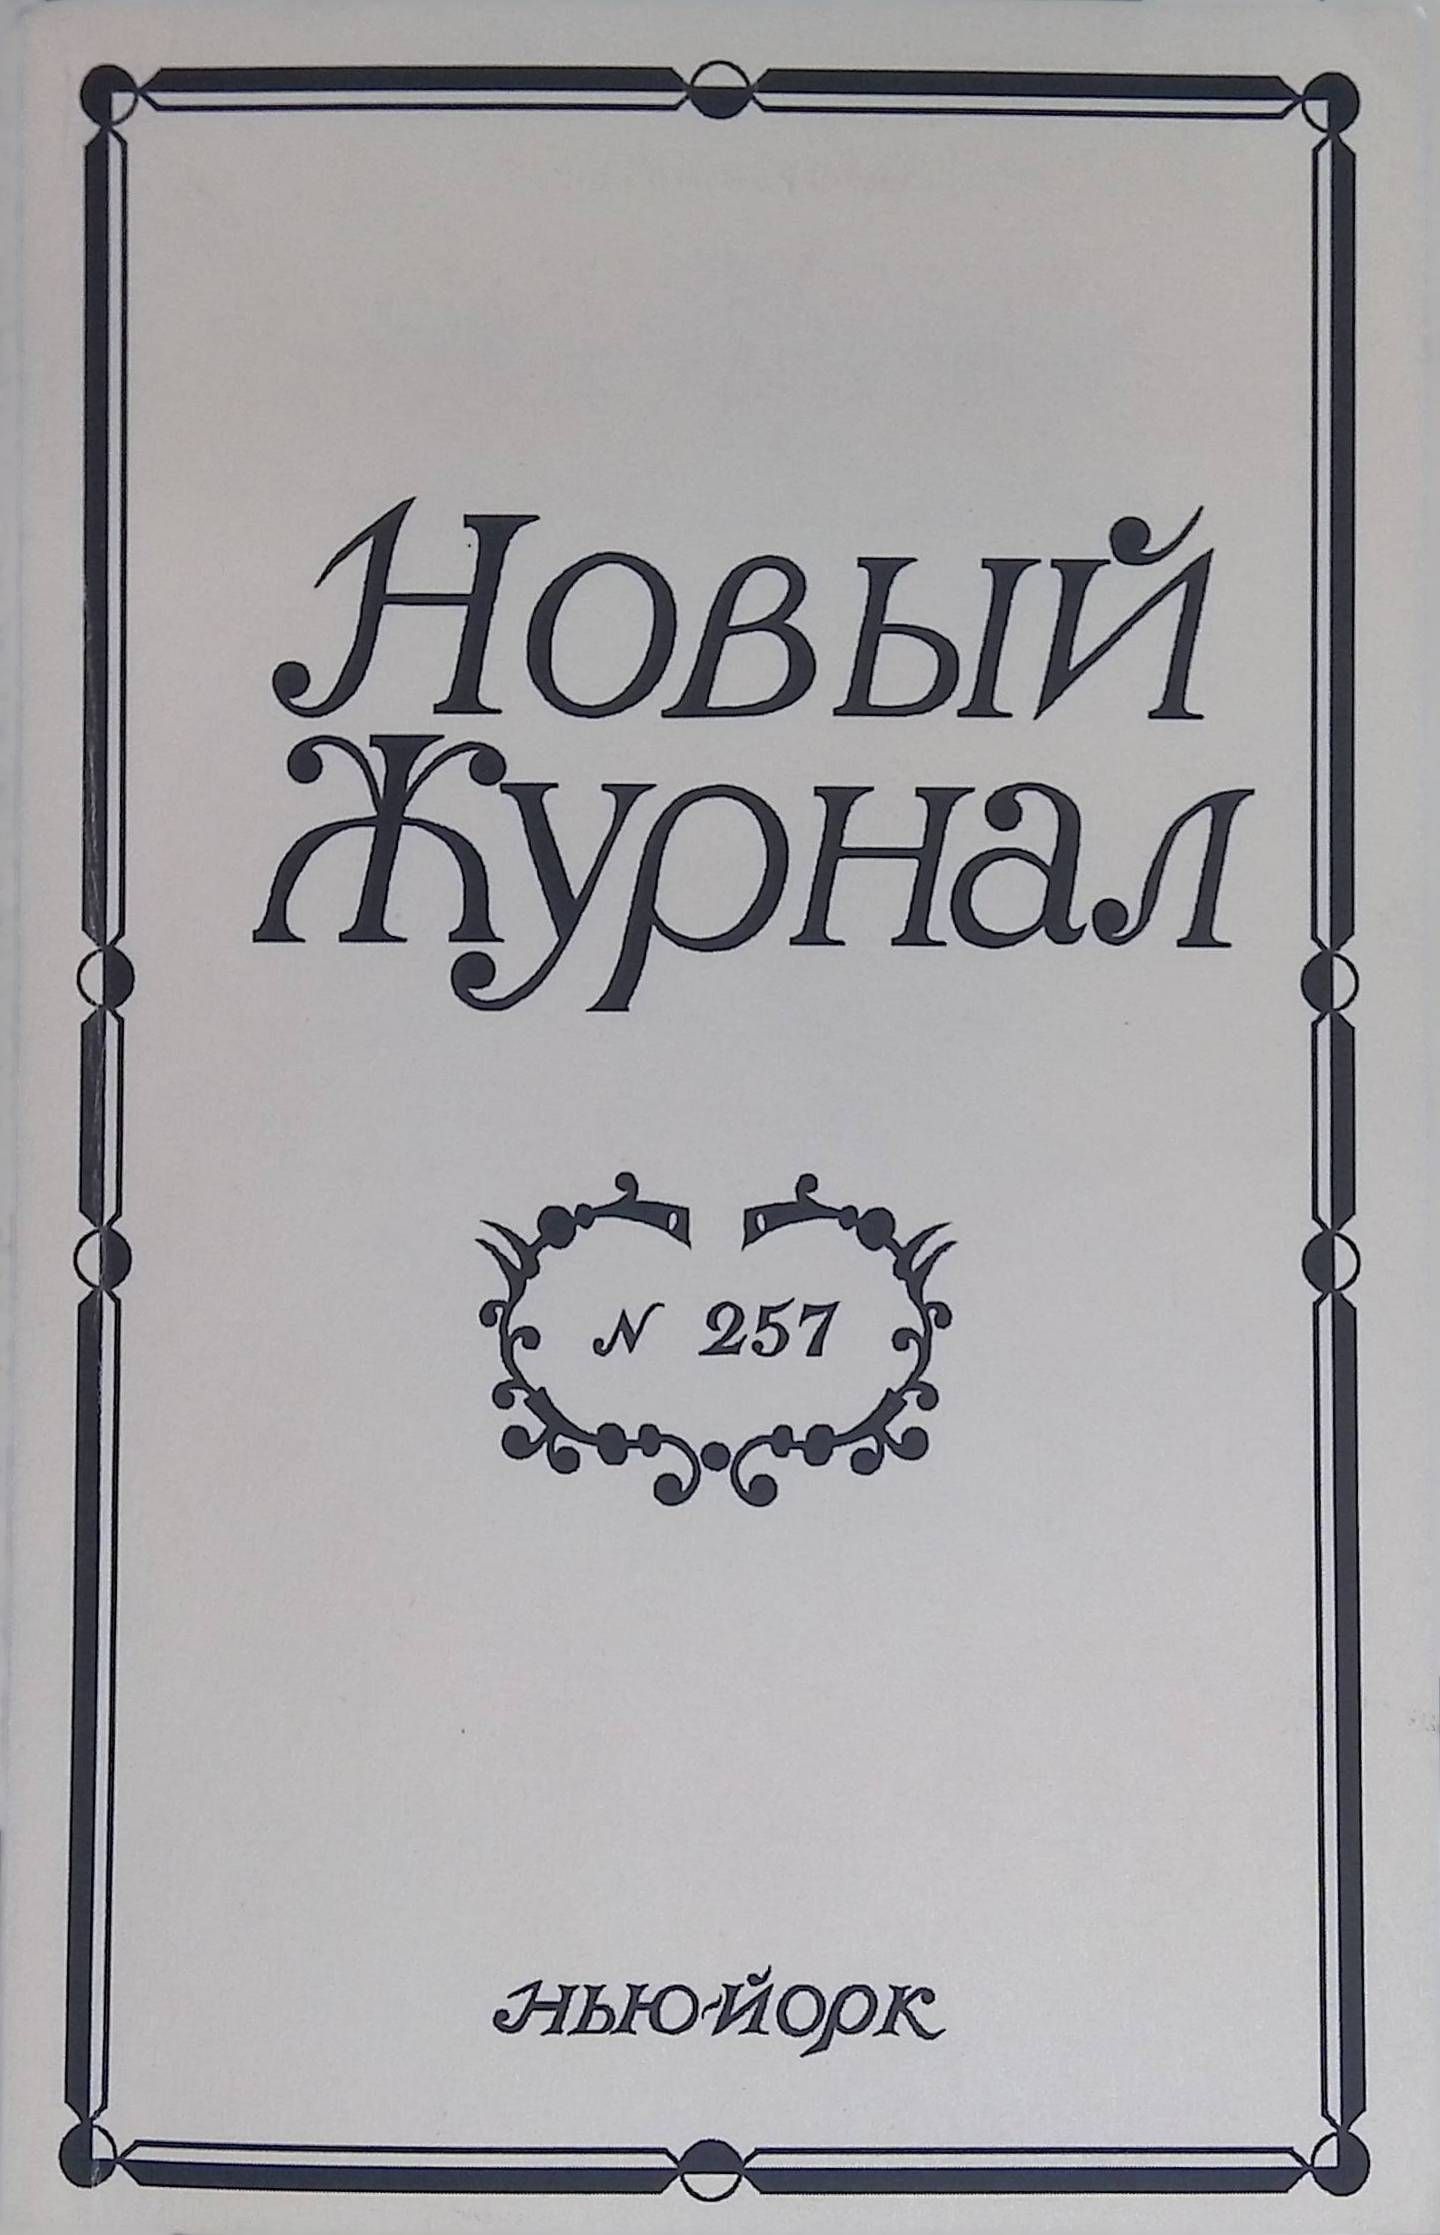 Новый
Журнал
N 257
Нью-Йорк